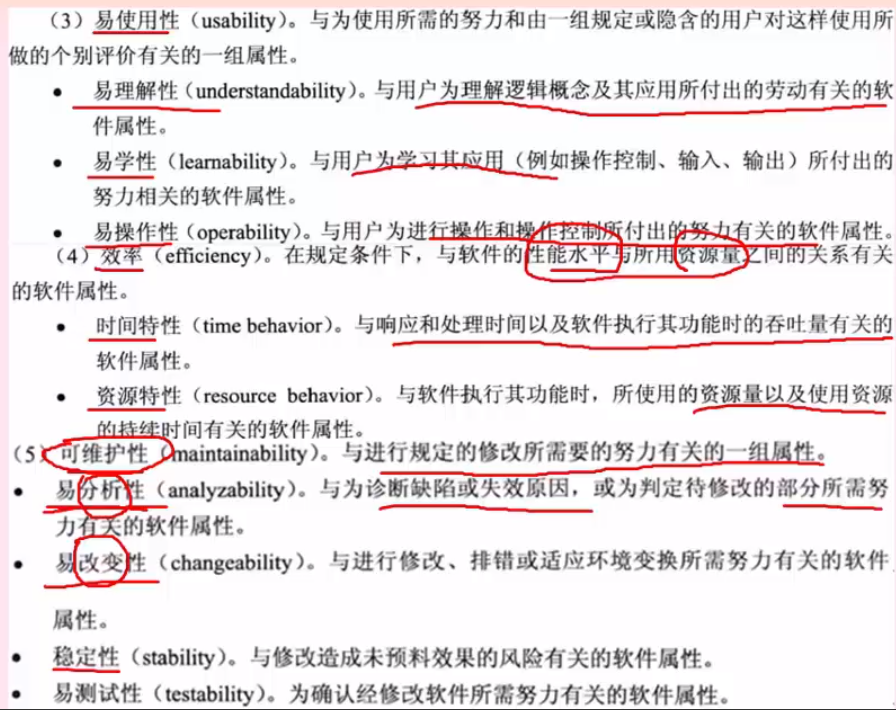 （3）易使用性（usability）。与为使用所需的努力和由一组规定或隐含的用户对这样使用所
做的个别评价有关的一组属性。
• 易理解性（understandability）。与用户为理解逻辑概念及其应用所付出的劳动有关的软
件属性。
• 易学性（learnability）。与用户为学习其应用（例如操作控制、输入、输出）所付出的
努力相关的软件属性。
• 易操作性（operability）。与用户为进行操作和操作控制所付出的努力有关的软件属性。
（4）效率（efficiency）。在规定条件下，与软件的性能水平与所用资源量之间的关系有关
的软件属性。
• 时间特性（time behavior）。与响应和处理时间以及软件执行其功能时的吞吐量有关的
软件属性。
• 资源特性（resource behavior）。与软件执行其功能时，所使用的资源量以及使用资源
的持续时间有关的软件属性。
（5）可维护性（maintainability）。与进行规定的修改所需要的努力有关的一组属性。
• 易分析性（analyzability）。与为诊断缺陷或失效原因，或为判定待修改的部分所需努
力有关的软件属性。
• 易改变性（changeability）。与进行修改、排错或适应环境变换所需努力有关的软件
属性。
• 稳定性（stability）。与修改造成未预料效果的风险有关的软件属性。
• 易测试性（testability）。为确认经修改软件所需努力有关的软件属性。